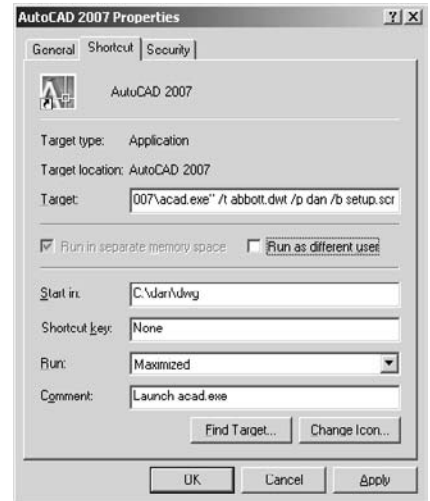 AutoCAD 2007 Properties
General Shortcut Security
AutoCAD 2007
Target type: Application
Target location: AutoCAD 2007
Target: 007\acad.exe" /t abbott.dwt /p dan /b setup.scr
Run in separate memory space Run as different user
Start in: C:\dan\dwg
Shortcut key: None
Run: Maximized
Comment: Launch acad.exe
Find Target... Change Icon...
OK Cancel Apply